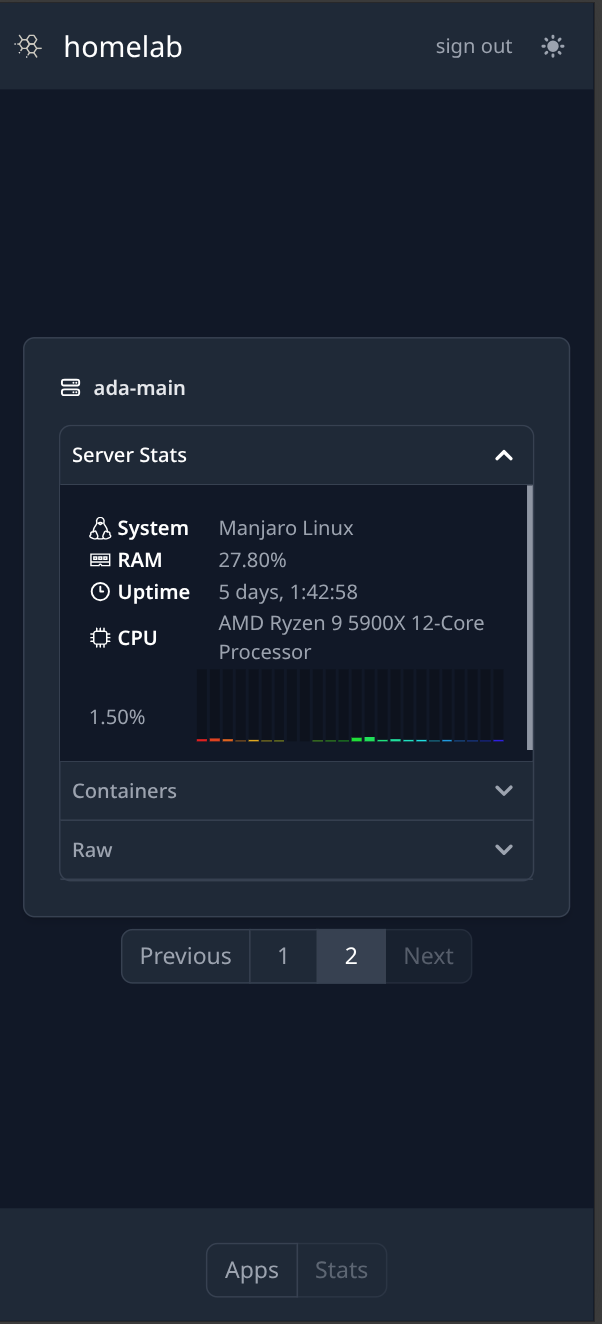 homelab
sign out
ada-main
Server Stats
System Manjaro Linux
RAM 27.80%
Uptime 5 days, 1:42:58
CPU AMD Ryzen 9 5900X 12-Core
Processor
1.50%
Containers
Raw
Previous 1 2 Next
Apps Stats